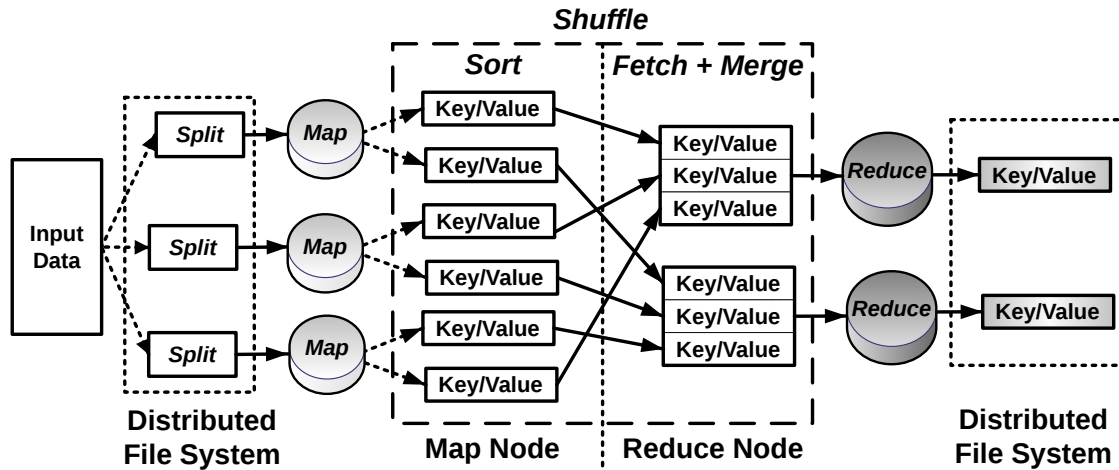 Shuffle
Sort
Fetch + Merge
Input
Data
Split
Split
Split
Map
Map
Map
Key/Value
Key/Value
Key/Value
Key/Value
Key/Value
Key/Value
Key/Value
Key/Value
Key/Value
Key/Value
Key/Value
Key/Value
Reduce
Reduce
Key/Value
Key/Value
Distributed
File System
Map Node
Reduce Node
Distributed
File System